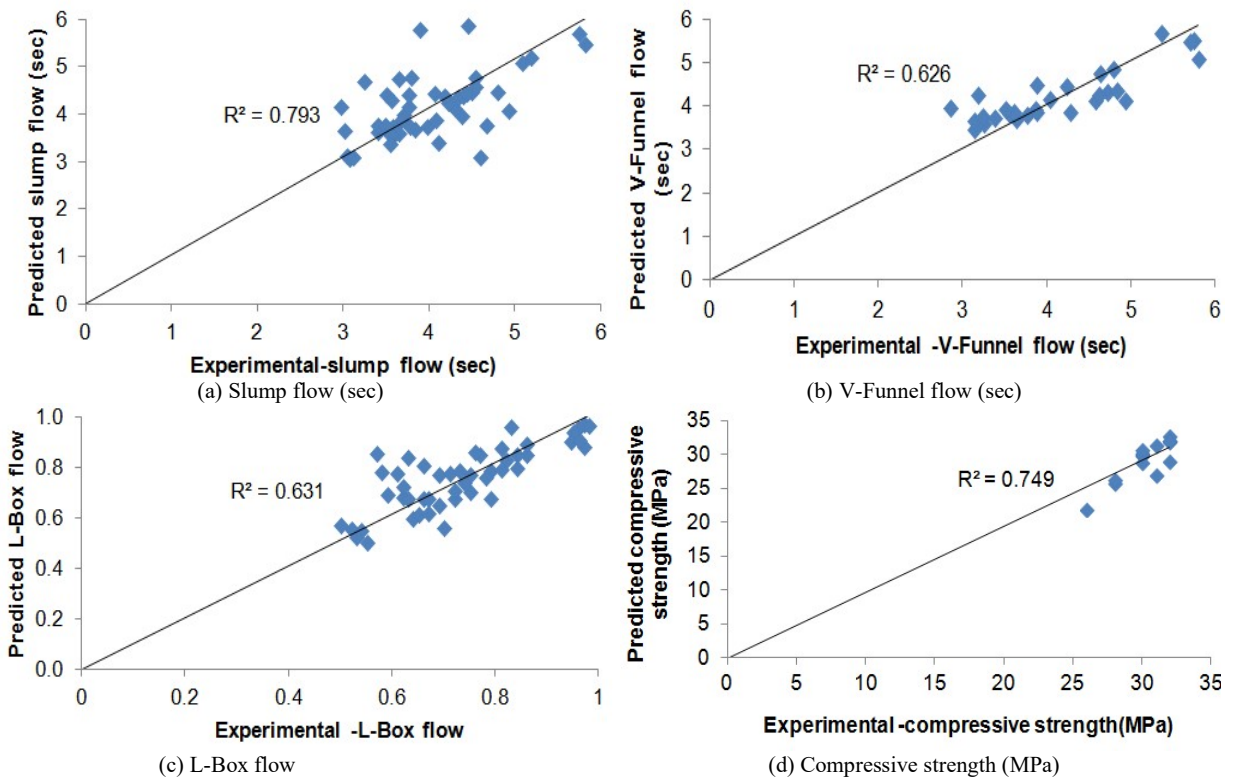 Predicted slump flow (sec)
6
5
4
3
2
1
0
R² = 0.793
0 1 2 3 4 5 6
Experimental-slump flow (sec)
(a) Slump flow (sec)
Predicted V-Funnel flow
(sec)
6
5
4
3
2
1
0
R² = 0.626
0 1 2 3 4 5 6
Experimental -V-Funnel flow (sec)
(b) V-Funnel flow (sec)
Predicted L-Box flow
1.0
0.8
0.6
0.4
0.2
0.0
R² = 0.631
0 0.2 0.4 0.6 0.8 1
Experimental -L-Box flow
(c) L-Box flow
Predicted compressive
strength (MPa)
35
30
25
20
15
10
5
0
R² = 0.749
0 5 10 15 20 25 30 35
Experimental -compressive strength(MPa)
(d) Compressive strength (MPa)